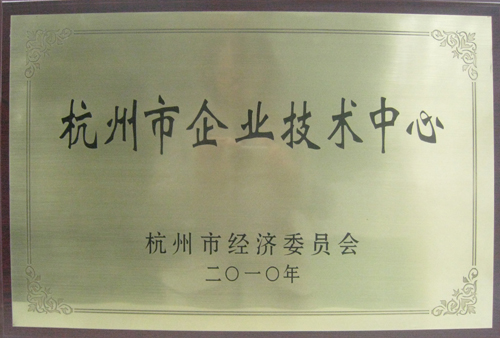 杭州市企业技术中心
杭州市经济委员会
二〇一〇年